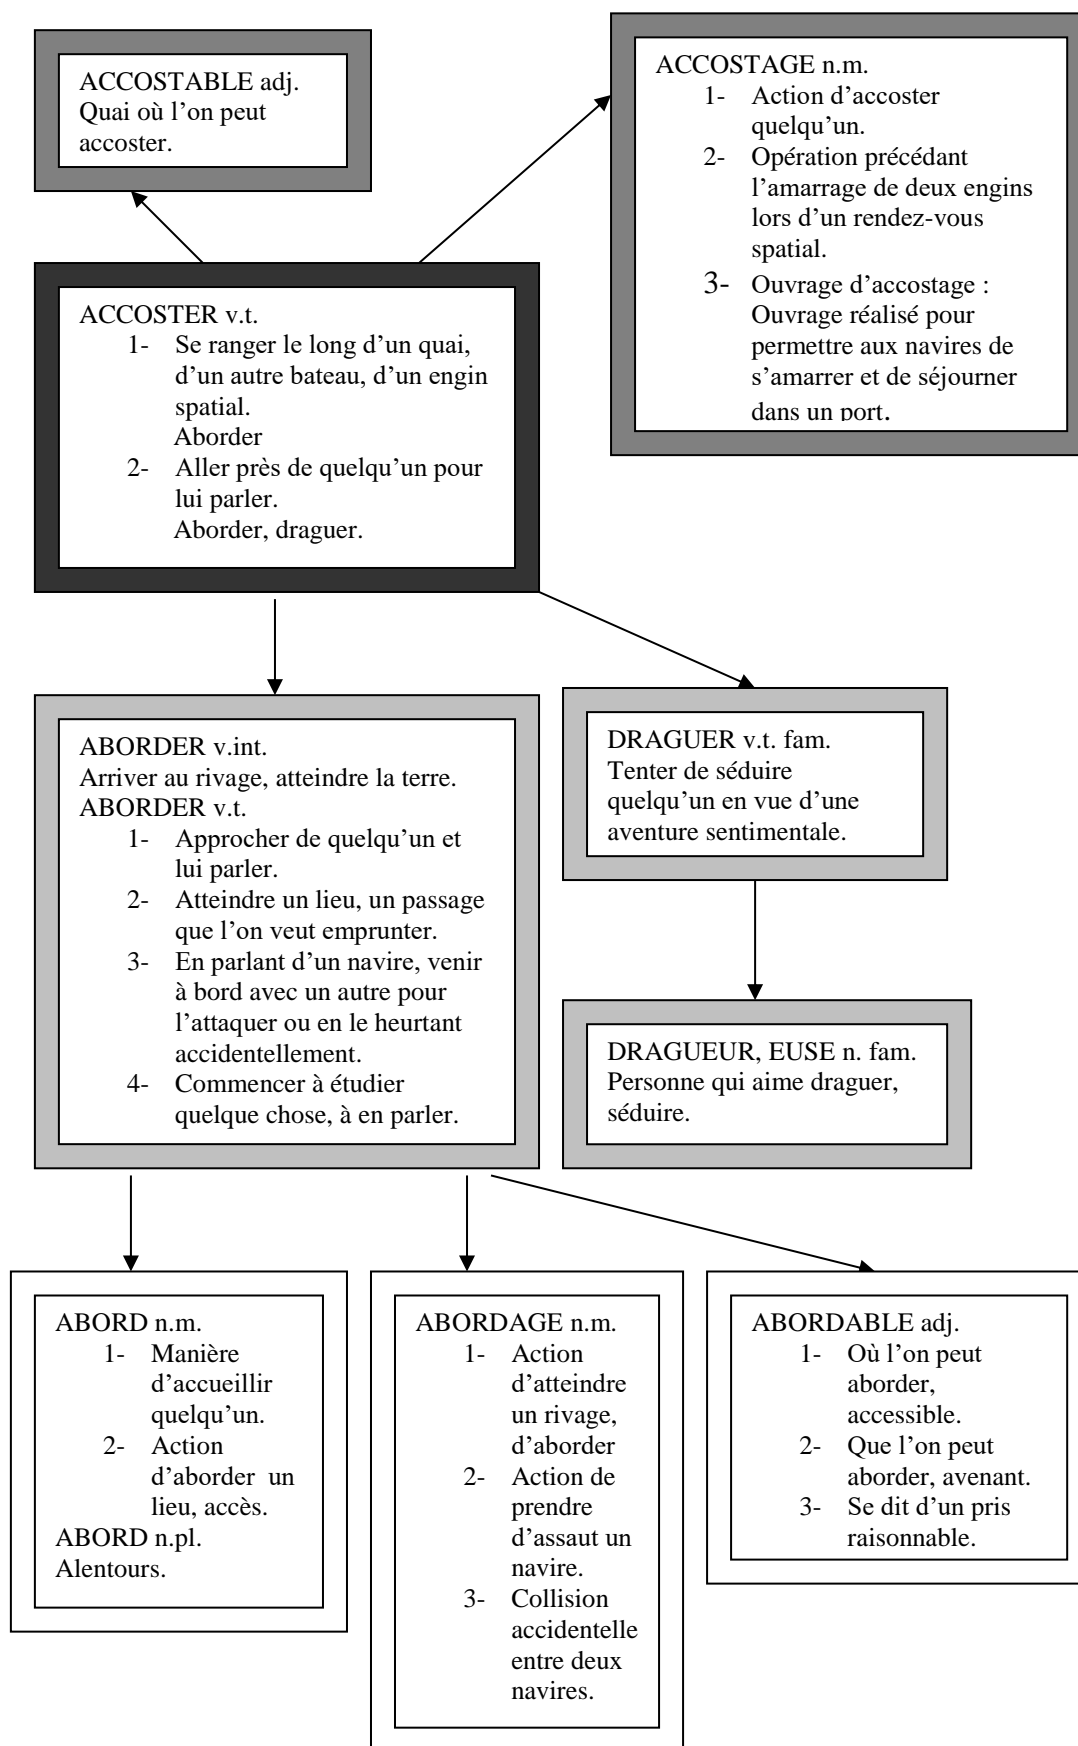 ACCOSTABLE adj.
Quai où l’on peut
accoster.
ACCOSTAGE n.m.
1- Action d’accoster
quelqu’un.
2- Opération précédant
l’amarrage de deux engins
lors d’un rendez-vous
spatial.
3- Ouvrage d’accostage :
Ouvrage réalisé pour
permettre aux navires de
s’amarrer et de séjourner
dans un port.
ACCOSTER v.t.
1- Se ranger le long d’un quai,
d’un autre bateau, d’un engin
spatial.
Aborder
2- Aller près de quelqu’un pour
lui parler.
Aborder, draguer.
ABORDER v.int.
Arriver au rivage, atteindre la terre.
ABORDER v.t.
1- Approcher de quelqu’un et
lui parler.
2- Atteindre un lieu, un passage
que l’on veut emprunter.
3- En parlant d’un navire, venir
à bord avec un autre pour
l’attaquer ou en le heurtant
accidentellement.
4- Commencer à étudier
quelque chose, à en parler.
DRAGUER v.t. fam.
Tenter de séduire
quelqu’un en vue d’une
aventure sentimentale.
DRAGUEUR, EUSE n. fam.
Personne qui aime draguer,
séduire.
ABORD n.m.
1- Manière
d’accueillir
quelqu’un.
2- Action
d’aborder un
lieu, accès.
ABORD n.pl.
Alentours.
ABORDAGE n.m.
1- Action
d’atteindre
un rivage,
d’aborder
2- Action de
prendre
d’assaut un
navire.
3- Collision
accidentelle
entre deux
navires.
ABORDABLE adj.
1- Où l’on peut
aborder,
accessible.
2- Que l’on peut
aborder, avenant.
3- Se dit d’un pris
raisonnable.